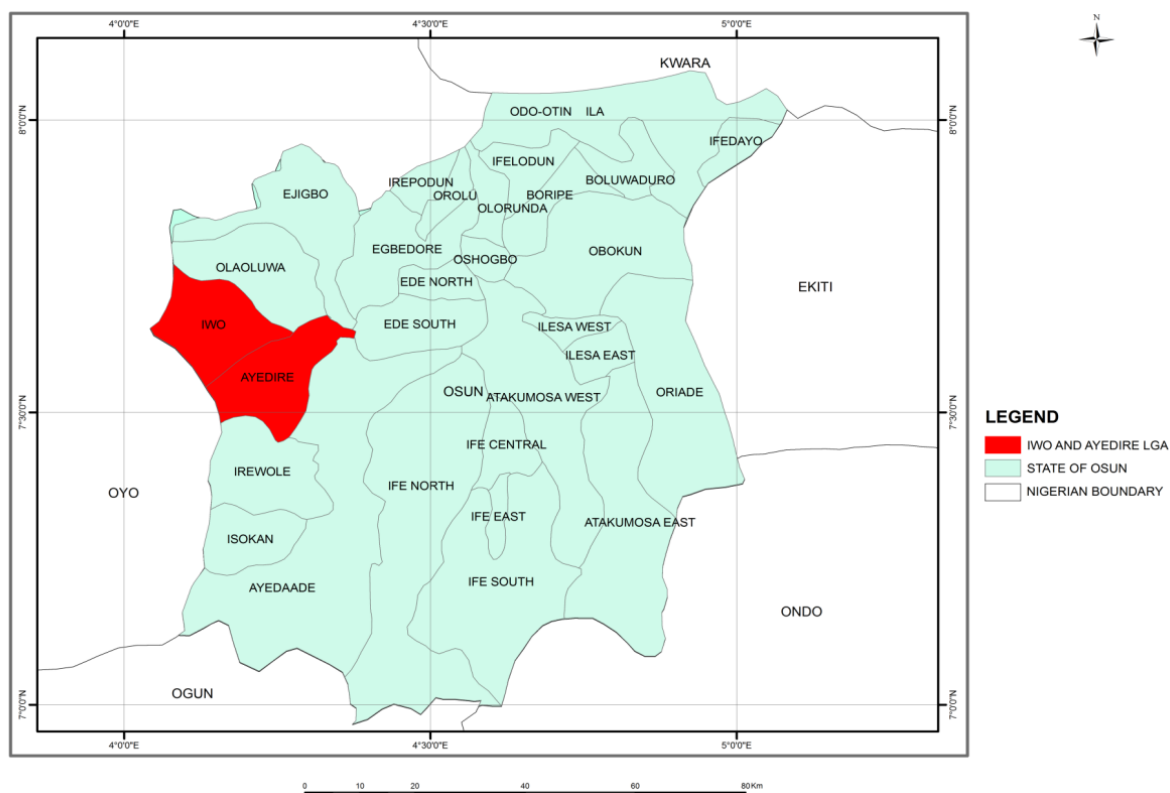 N
4°0'0"E 4°30'0"E 5°0'0"E
KWARA
ODO-OTIN ILA
8°0'0"N 8°0'0"N
IFEDAYO
IFELODUN
IREPODUN
BOLUWADURO
EJIGBO
OROLU
BORIPE
OLORUNDA
EGBEDORE
OBOKUN
OSHOGBO
OLAOLUWA
EDE NORTH
EKITI
IWO
EDE SOUTH
ILESA WEST
ILESA EAST
AYEDIRE
OSUN
ORIADE
ATAKUMOSA WEST
7°30'0"N 7°30'0"N
IFE CENTRAL
IREWOLE
IFE NORTH
OYO
IFE EAST
ATAKUMOSA EAST
ISOKAN
IFE SOUTH
AYEDAADE
ONDO
OGUN
7°0'0"N 7°0'0"N
4°0'0"E 4°30'0"E 5°0'0"E
LEGEND
IWO AND AYEDIRE LGA
STATE OF OSUN
NIGERIAN BOUNDARY
0 10 20 40 60 80 Km